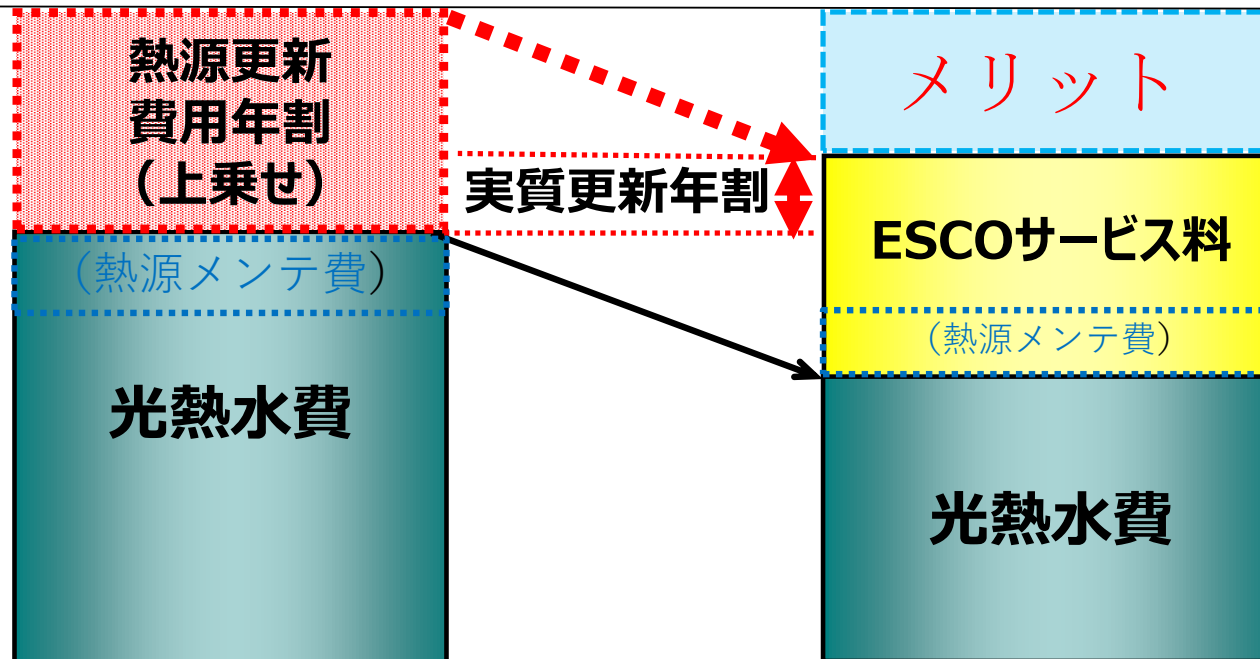 熱源更新
費用年割
（上乗せ）
（熱源メンテ費）
光熱水費
実質更新年割
メリット
ESCOサービス料
（熱源メンテ費）
光熱水費